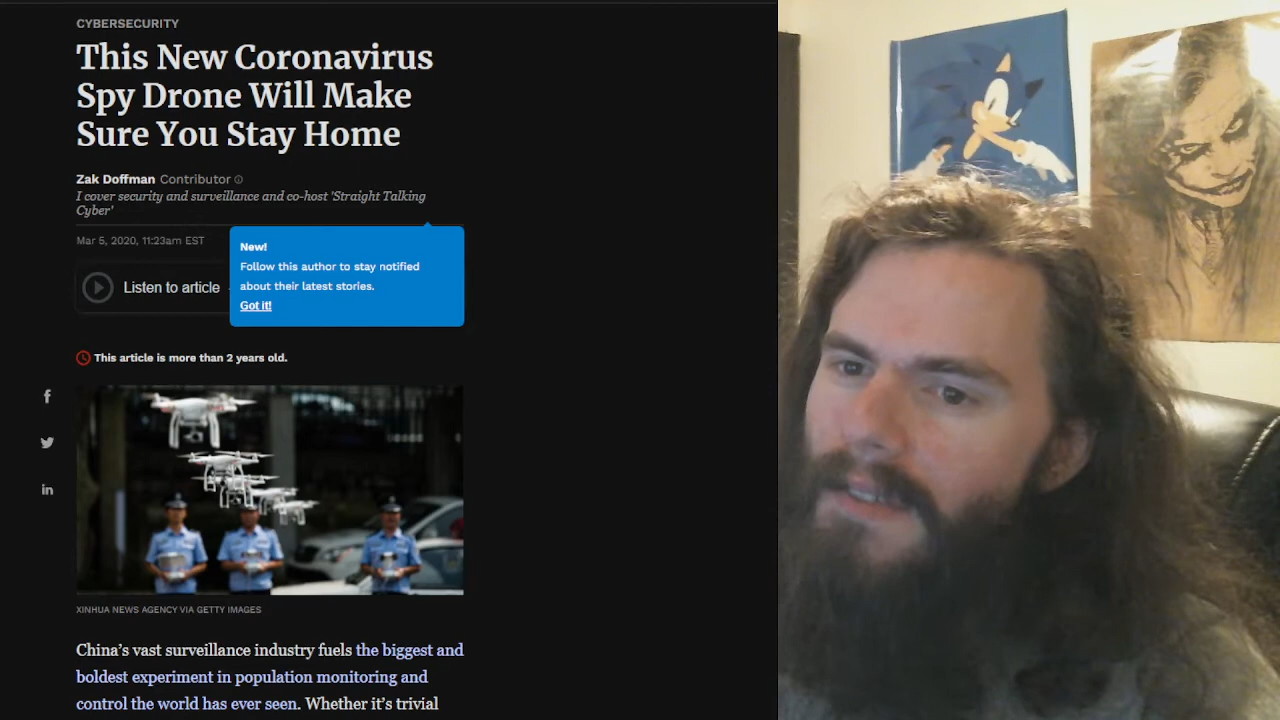 CYBERSECURITY
This New Coronavirus
Spy Drone Will Make
Sure You Stay Home
Zak Doffman Contributor
I cover security and surveillance and co-host 'Straight Talking
Cyber'
Mar 5, 2020, 11:23am EST
New!
Follow this author to stay notified
about their latest stories.
Got it!
Listen to article
This article is more than 2 years old.
XINHUA NEWS AGENCY VIA GETTY IMAGES
China's vast surveillance industry fuels the biggest and
boldest experiment in population monitoring and
control the world has ever seen. Whether it's trivial